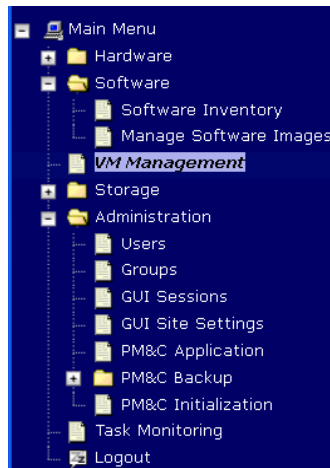 Main Menu
Hardware
Software
Software Inventory
Manage Software Images
VM Management
Storage
Administration
Users
Groups
GUI Sessions
GUI Site Settings
PM&C Application
PM&C Backup
PM&C Initialization
Task Monitoring
Logout